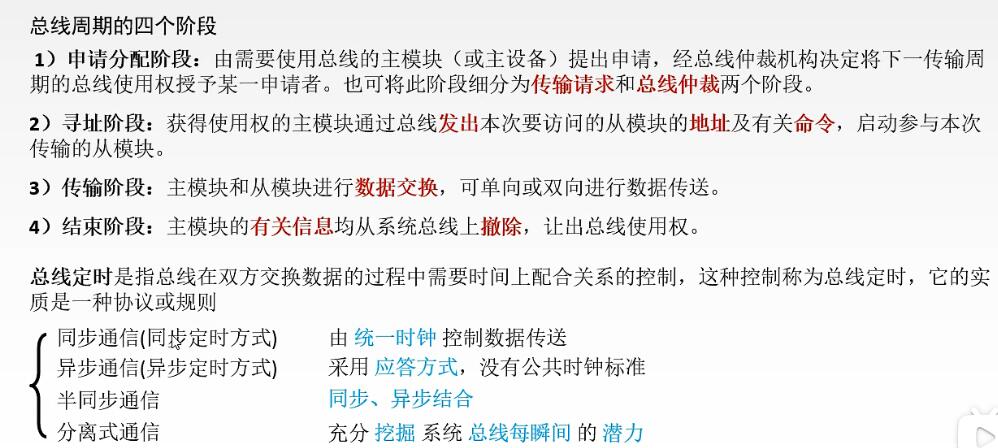 总线周期的四个阶段
1）申请分配阶段：由需要使用总线的主模块（或主设备）提出申请，经总线仲裁机构决定将下一传输周
期的总线使用权授予某一申请者。也可将此阶段细分为传输请求和总线仲裁两个阶段。
2）寻址阶段：获得使用权的主模块通过总线发出本次要访问的从模块的地址及有关命令，启动参与本次
传输的从模块。
3）传输阶段：主模块和从模块进行数据交换，可单向或双向进行数据传送。
4）结束阶段：主模块的有关信息均从系统总线上撤除，让出总线使用权。
总线定时是指总线在双方交换数据的过程中需要时间上配合关系的控制，这种控制称为总线定时，它的实
质是一种协议或规则
同步通信(同步定时方式) 由 统一时钟 控制数据传送
异步通信(异步定时方式) 采用 应答方式，没有公共时钟标准
半同步通信 同步、异步结合
分离式通信 充分 挖掘 系统 总线每瞬间 的 潜力